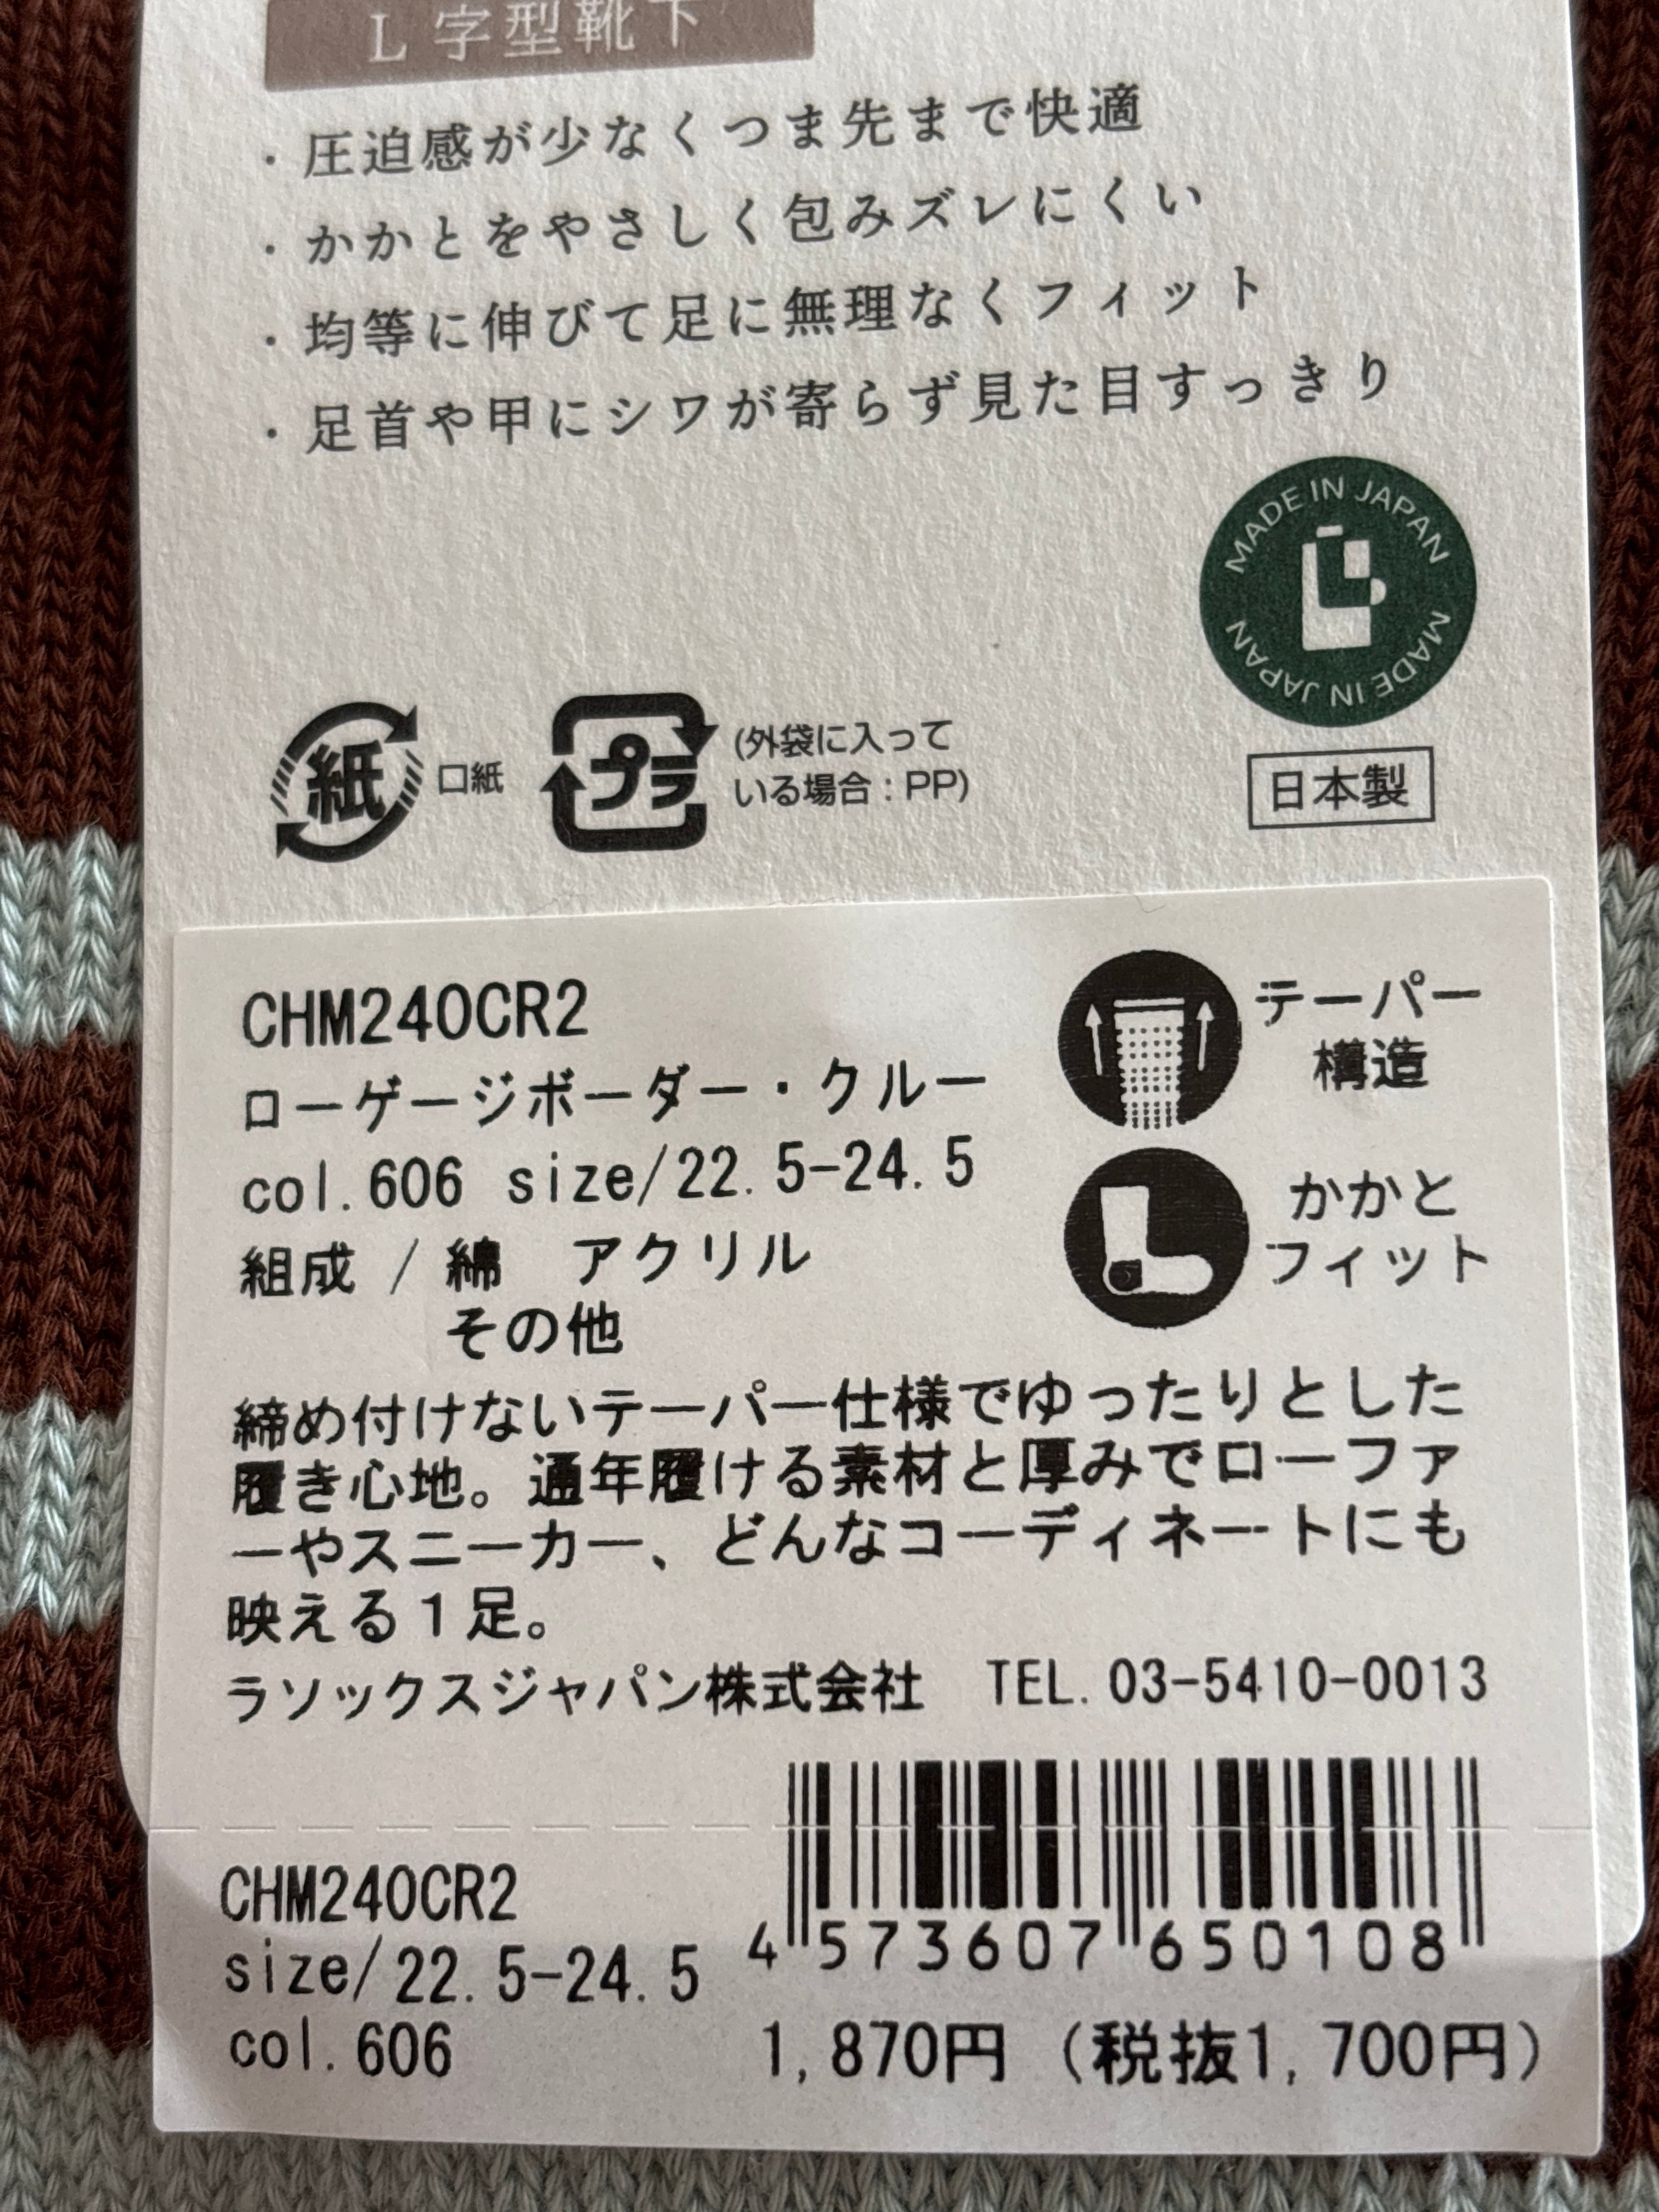 L字型靴下
・圧迫感が少なくつま先まで快適
・かかとをやさしく包みズレにくい
・均等に伸びて足に無理なくフィット
・足首や甲にシワが寄らず見た目すっきり
MADE IN JAPAN
MADE IN JAPAN
紙 口紙
プラ (外袋に入って
いる場合：PP)
日本製
CHM240CR2
ローゲージボーダー・クルー
col.606 size/22.5-24.5
組成 / 綿 アクリル
その他
テーパー
構造
かかと
フィット
締め付けないテーパー仕様でゆったりとした
履き心地。通年履ける素材と厚みでローファ
ーやスニーカー、どんなコーディネートにも
映える１足。
ラソックスジャパン株式会社 TEL.03-5410-0013
4 573607 650108
CHM240CR2
size/22.5-24.5
col.606
1,870円（税抜1,700円）